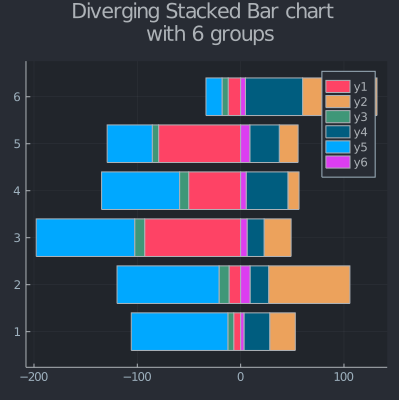 Diverging Stacked Bar chart
with 6 groups
6
5
4
3
2
1
y1
y2
y3
y4
y5
y6
−200 −100 0 100